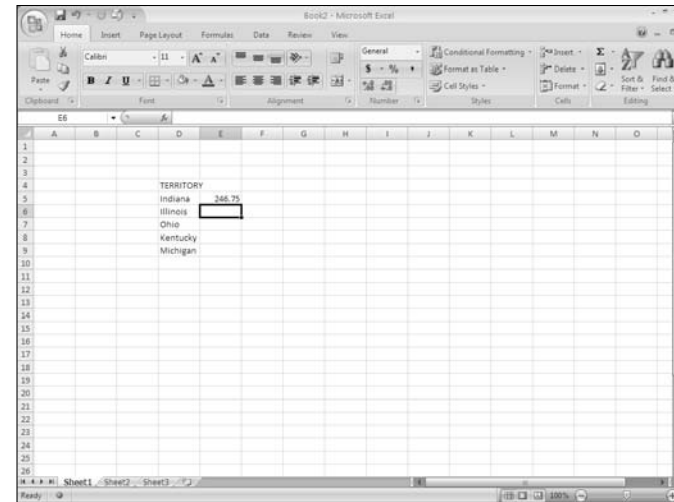 Book2 - Microsoft Excel
Home Insert Page Layout Formulas Data Review View
Calibri 11 A A General Conditional Formatting Insert Σ
Paste B I U A $ % , Format as Table Delete Sort & Filter Find & Select
Cell Styles Format
Clipboard Font Alignment Number Styles Cells Editing
E6 fx
A B C D E F G H I J K L M N O
1
2
3
4 TERRITORY
5 Indiana 246.75
6 Illinois
7 Ohio
8 Kentucky
9 Michigan
10
11
12
13
14
15
16
17
18
19
20
21
22
23
24
25
26
Sheet1 Sheet2 Sheet3
Ready 100%